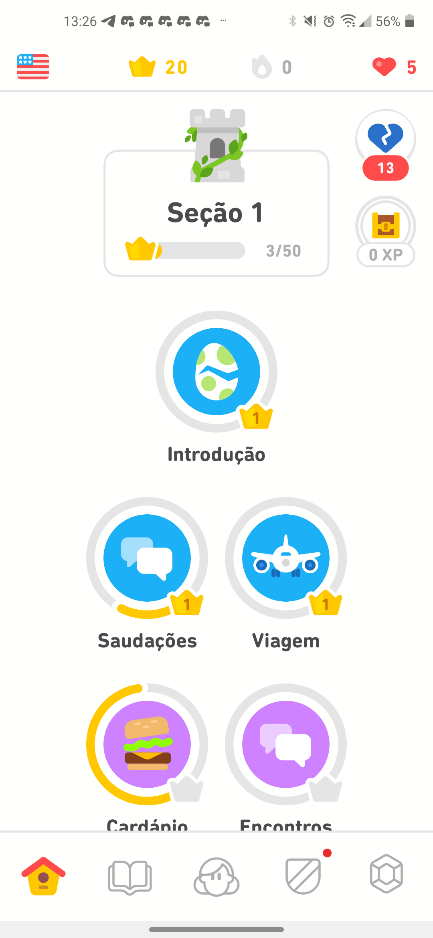 13:26 ... 56%
20 0 5
13
Seção 1
3/50
0 XP
1
Introdução
1 1
Saudações Viagem
Cardápio Encontros